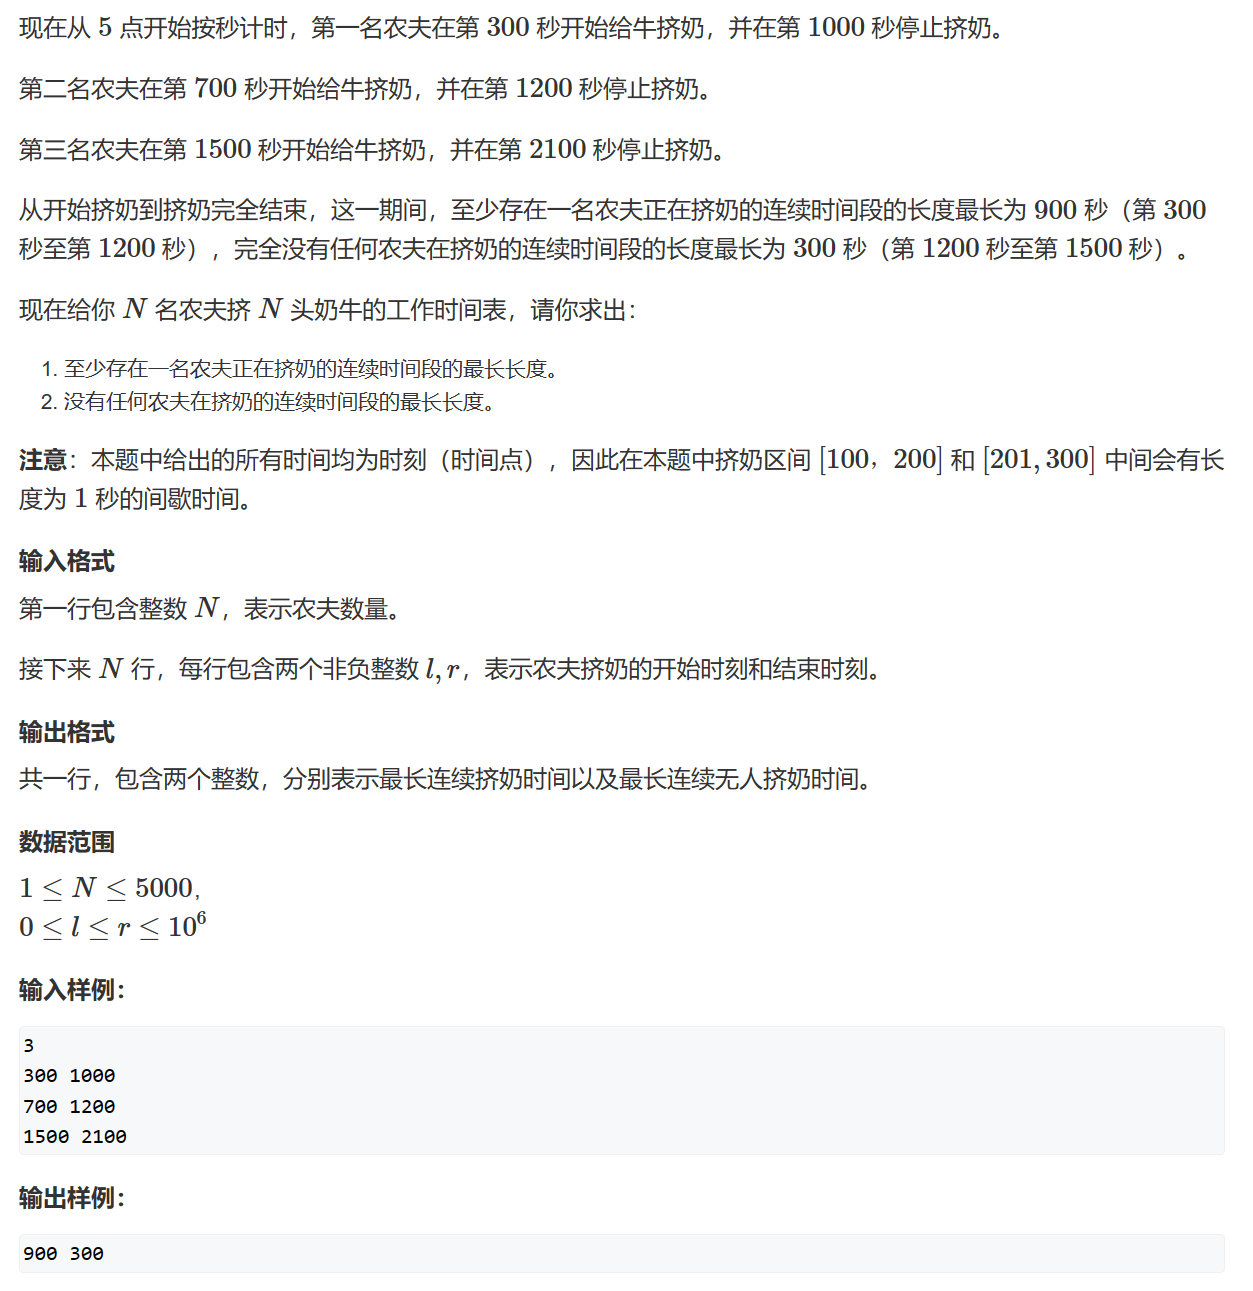 现在从 5 点开始按秒计时，第一名农夫在第 300 秒开始给牛挤奶，并在第 1000 秒停止挤奶。
第二名农夫在第 700 秒开始给牛挤奶，并在第 1200 秒停止挤奶。
第三名农夫在第 1500 秒开始给牛挤奶，并在第 2100 秒停止挤奶。
从开始挤奶到挤奶完全结束，这一期间，至少存在一名农夫正在挤奶的连续时间段的长度最长为 900 秒（第 300
秒至第 1200 秒），完全没有任何农夫在挤奶的连续时间段的长度最长为 300 秒（第 1200 秒至第 1500 秒）。
现在给你 N 名农夫挤 N 头奶牛的工作时间表，请你求出：
1. 至少存在一名农夫正在挤奶的连续时间段的最长长度。
2. 没有任何农夫在挤奶的连续时间段的最长长度。
注意：本题中给出的所有时间均为时刻（时间点），因此在本题中挤奶区间 [100，200] 和 [201, 300] 中间会有长
度为 1 秒的间歇时间。
输入格式
第一行包含整数 N，表示农夫数量。
接下来 N 行，每行包含两个非负整数 l, r，表示农夫挤奶的开始时刻和结束时刻。
输出格式
共一行，包含两个整数，分别表示最长连续挤奶时间以及最长连续无人挤奶时间。
数据范围
1 ≤ N ≤ 5000,
0 ≤ l ≤ r ≤ 10⁶
输入样例：
3
300 1000
700 1200
1500 2100
输出样例：
900 300